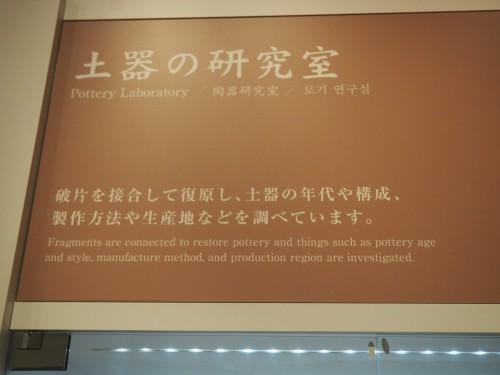 土器の研究室
Pottery Laboratory ／ 陶器研究室 ／ 토기 연구실
破片を接合して復原し、土器の年代や構成、
製作方法や生産地などを調べています。
Fragments are connected to restore pottery and things such as pottery age
and style, manufacture method, and production region are investigated.